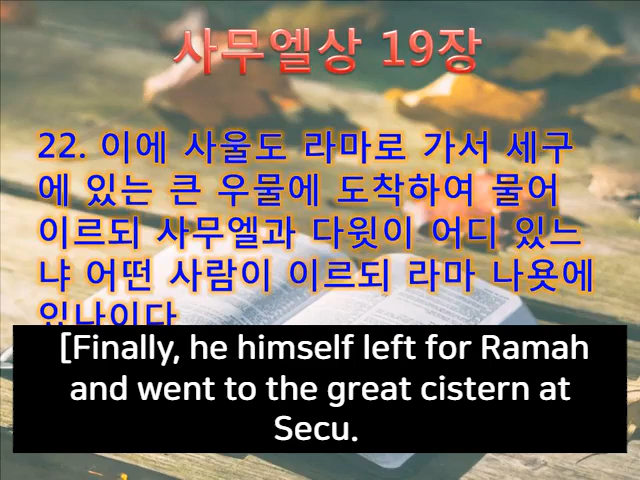 사무엘상 19장
22. 이에 사울도 라마로 가서 세구
에 있는 큰 우물에 도착하여 물어
이르되 사무엘과 다윗이 어디 있느
냐 어떤 사람이 이르되 라마 나욧에
있나이다
[Finally, he himself left for Ramah
and went to the great cistern at
Secu.